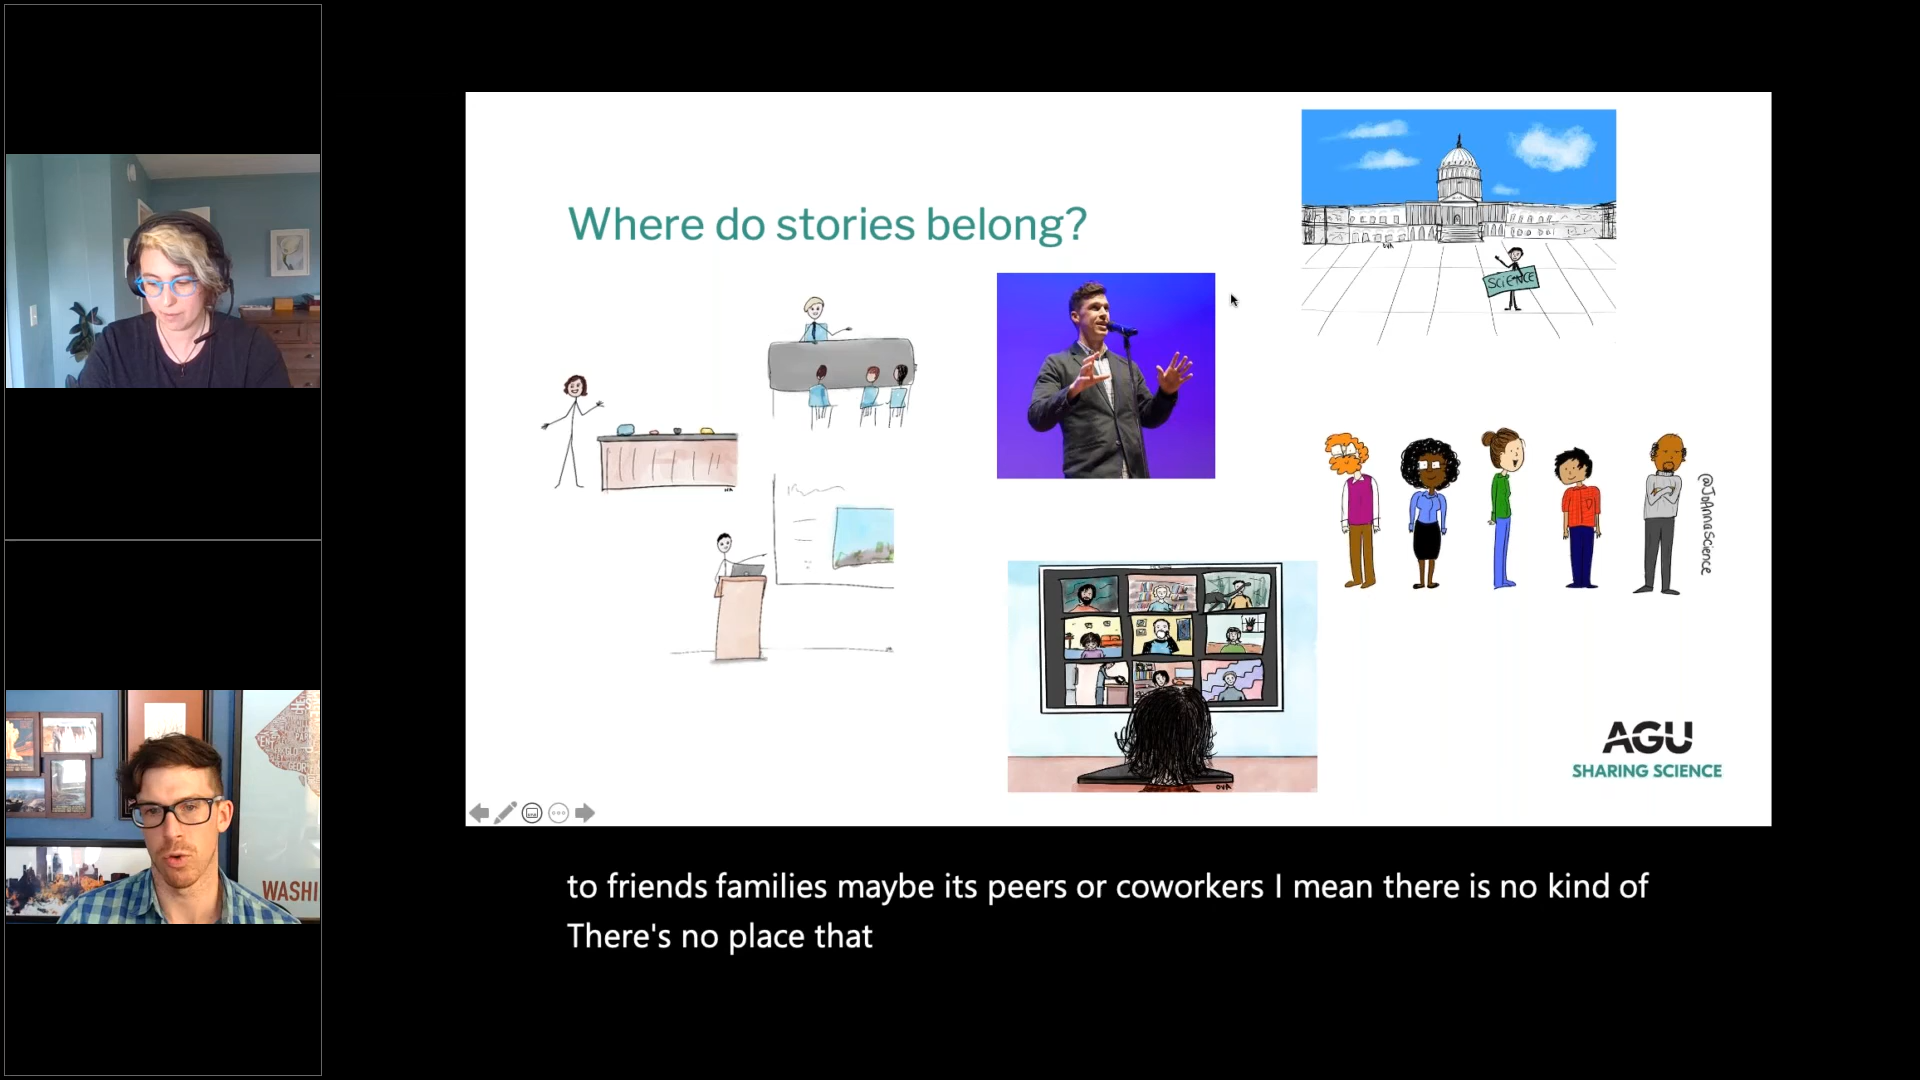 Where do stories belong?
SCIENCE
@JoAnnaScience
AGU
SHARING SCIENCE
WASHI
to friends families maybe its peers or coworkers I mean there is no kind of
There's no place that